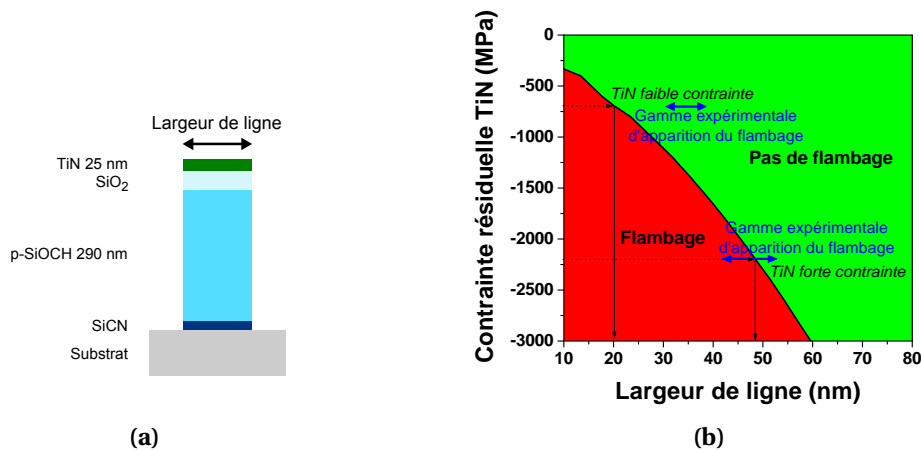 Largeur de ligne
TiN 25 nm
SiO2
p-SiOCH 290 nm
SiCN
Substrat
(a)
Contrainte résiduelle TiN (MPa)
0
-500
-1000
-1500
-2000
-2500
-3000
TiN faible contrainte
Gamme expérimentale
d'apparition du flambage
Pas de flambage
Flambage
Gamme expérimentale
d'apparition du flambage
TiN forte contrainte
10 20 30 40 50 60 70 80
Largeur de ligne (nm)
(b)